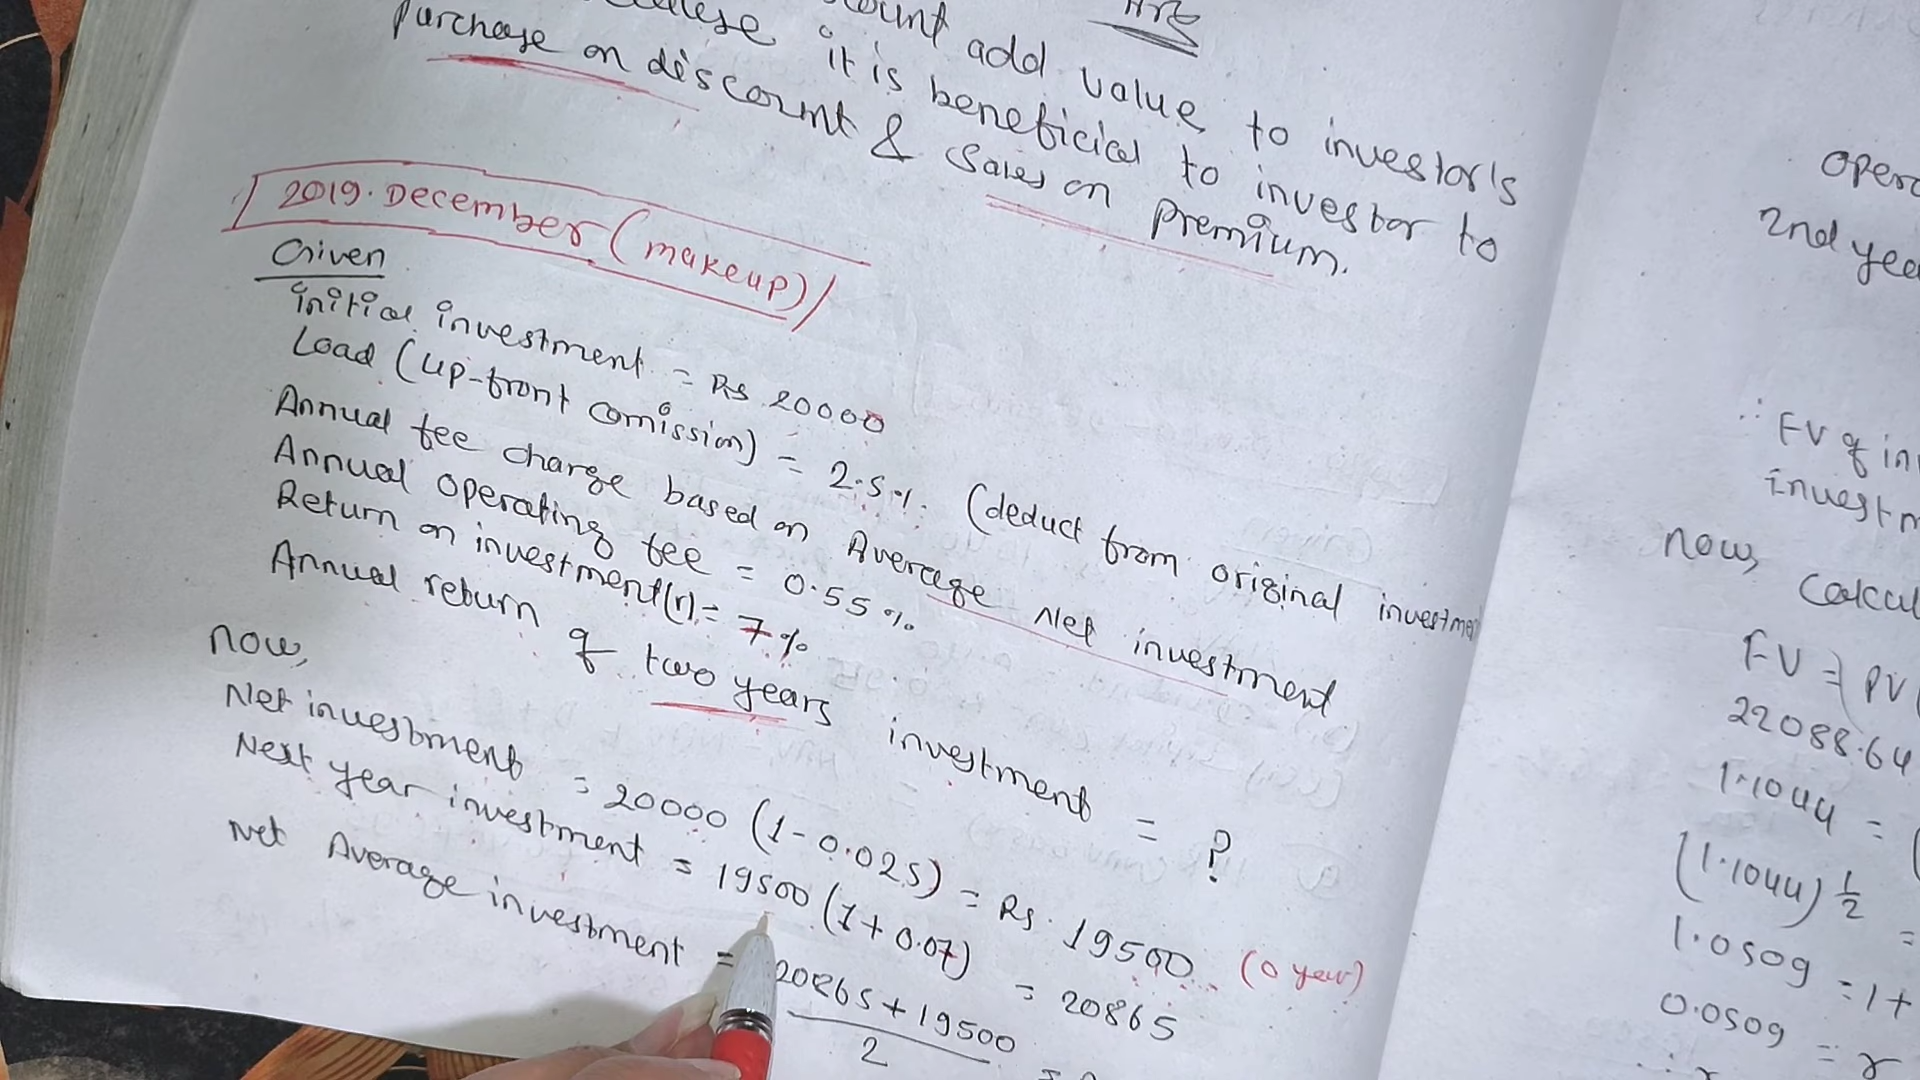 count add value to investor's
it is beneficial to investor to
purchase on discount & sales on premium.
2019. December (makeup)
Given
initial investment = Rs 20000
Load (up-front comission) = 2.5%. (deduct from original investmen
Annual fee charge based on Average Net investment
Annual operating fee = 0.55%
Return on investment(r) = 7%
Annual return of two years investment = ?
now,
Net investment = 20000 (1-0.025) = Rs. 19500 (0 year)
Next year investment = 19500 (1+0.07) = 20865
Net Average investment = 20865+19500
2
opera
2nd yea
∴ FV of in
investm
now, calcul
FV = PV(
22088.64
1.1044 = (
(1.1044) 1/2 =
1.0509 = 1+
0.0509 = r